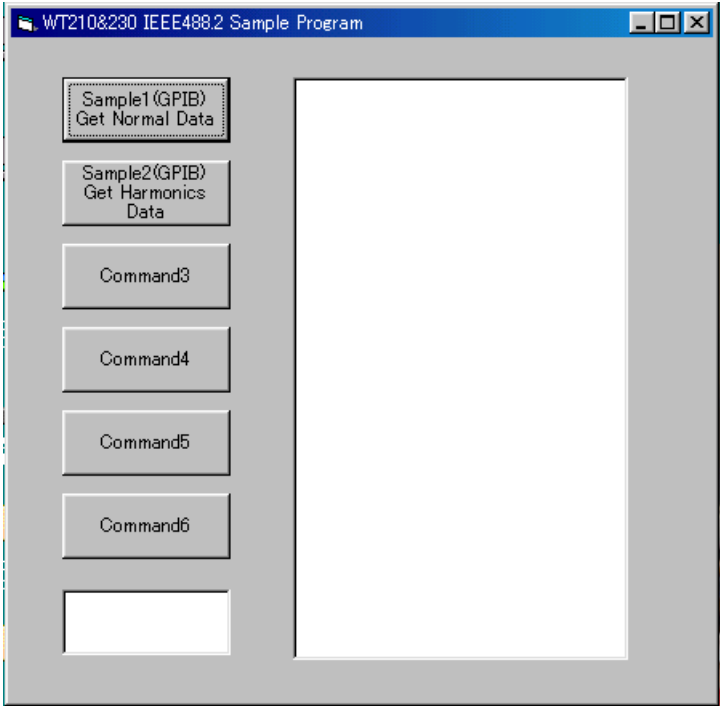 WT210&230 IEEE488.2 Sample Program
Sample1(GPIB)
Get Normal Data
Sample2(GPIB)
Get Harmonics
Data
Command3
Command4
Command5
Command6